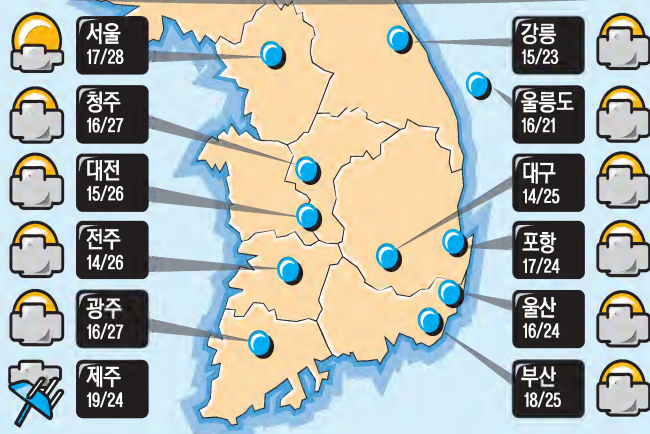 서울
17/28
청주
16/27
대전
15/26
전주
14/26
광주
16/27
제주
19/24
강릉
15/23
울릉도
16/21
대구
14/25
포항
17/24
울산
16/24
부산
18/25